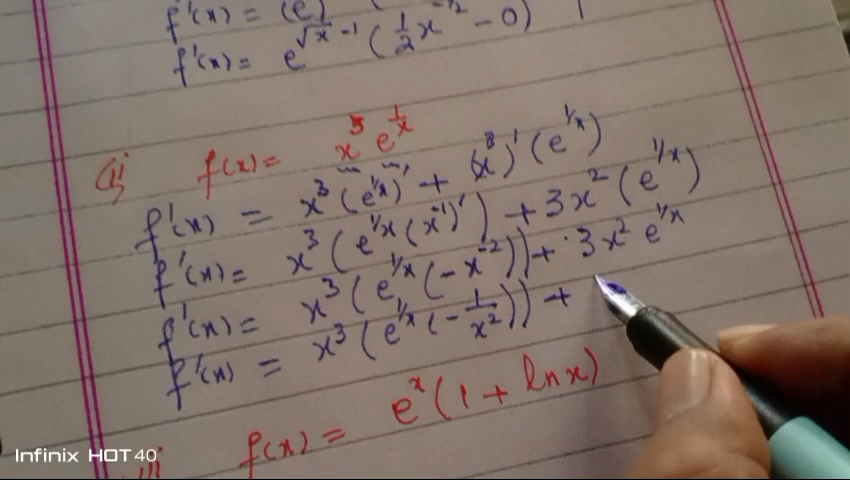 f'(x) = (e)
f'(x) = e^{√x - 1} (1/2 x^{-1/2} - 0)
(ii) f(x) = x^3 e^{1/x}
f'(x) = x^3 (e^{1/x})' + (x^3)' (e^{1/x})
f'(x) = x^3 (e^{1/x} (x^{-1})') + 3x^2 (e^{1/x})
f'(x) = x^3 (e^{1/x} (-x^{-2})) + 3x^2 e^{1/x}
f'(x) = x^3 (e^{1/x} (-1/x^2)) +
iii f(x) = e^x (1 + ln x)
Infinix HOT 40